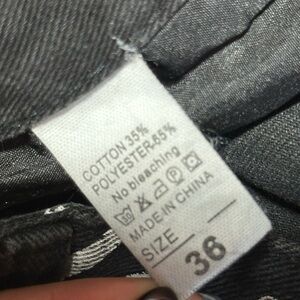 COTTON 35%
POLYESTER-65%
No bleaching
MADE IN CHINA
SIZE 36